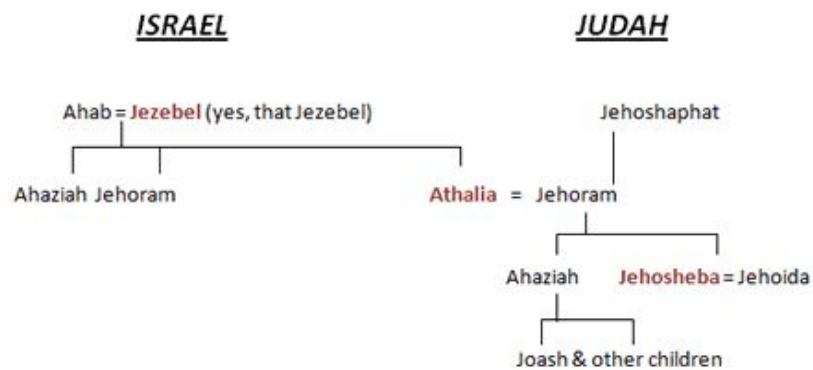 ISRAEL JUDAH
Ahab = Jezebel (yes, that Jezebel) Jehoshaphat
Ahaziah Jehoram Athalia = Jehoram
Ahaziah Jehosheba = Jehoida
Joash & other children